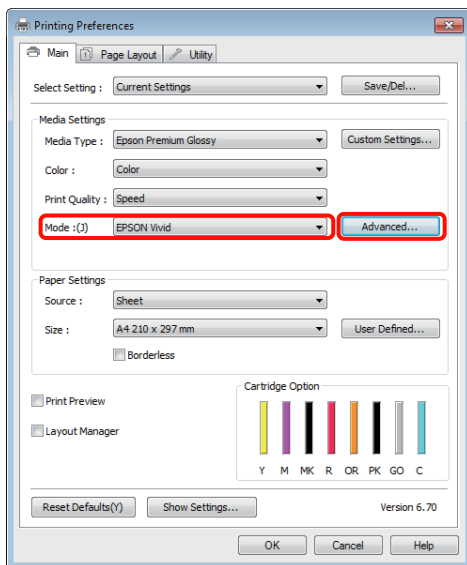 Printing Preferences
Main Page Layout Utility
Select Setting : Current Settings Save/Del...
Media Settings
Media Type : Epson Premium Glossy Custom Settings...
Color : Color
Print Quality : Speed
Mode :(J) EPSON Vivid Advanced...
Paper Settings
Source : Sheet
Size : A4 210 x 297 mm User Defined...
Borderless
Cartridge Option
Print Preview
Layout Manager
Y M MK R OR PK GO C
Reset Defaults(Y) Show Settings... Version 6.70
OK Cancel Help